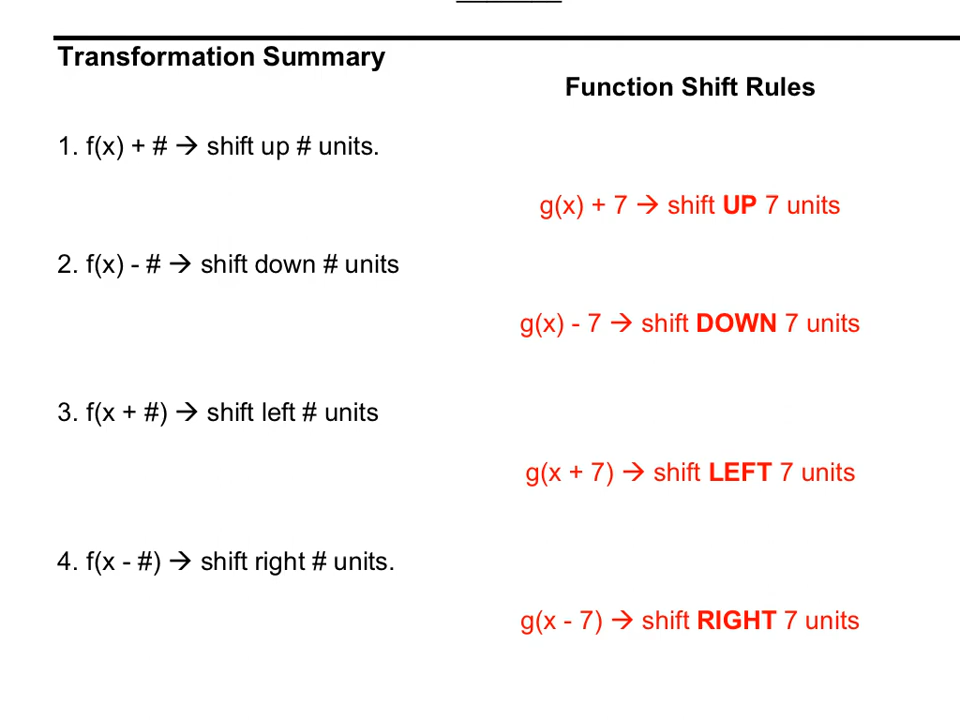 Transformation Summary
Function Shift Rules
1. f(x) + # → shift up # units.
g(x) + 7 → shift UP 7 units
2. f(x) - # → shift down # units
g(x) - 7 → shift DOWN 7 units
3. f(x + #) → shift left # units
g(x + 7) → shift LEFT 7 units
4. f(x - #) → shift right # units.
g(x - 7) → shift RIGHT 7 units